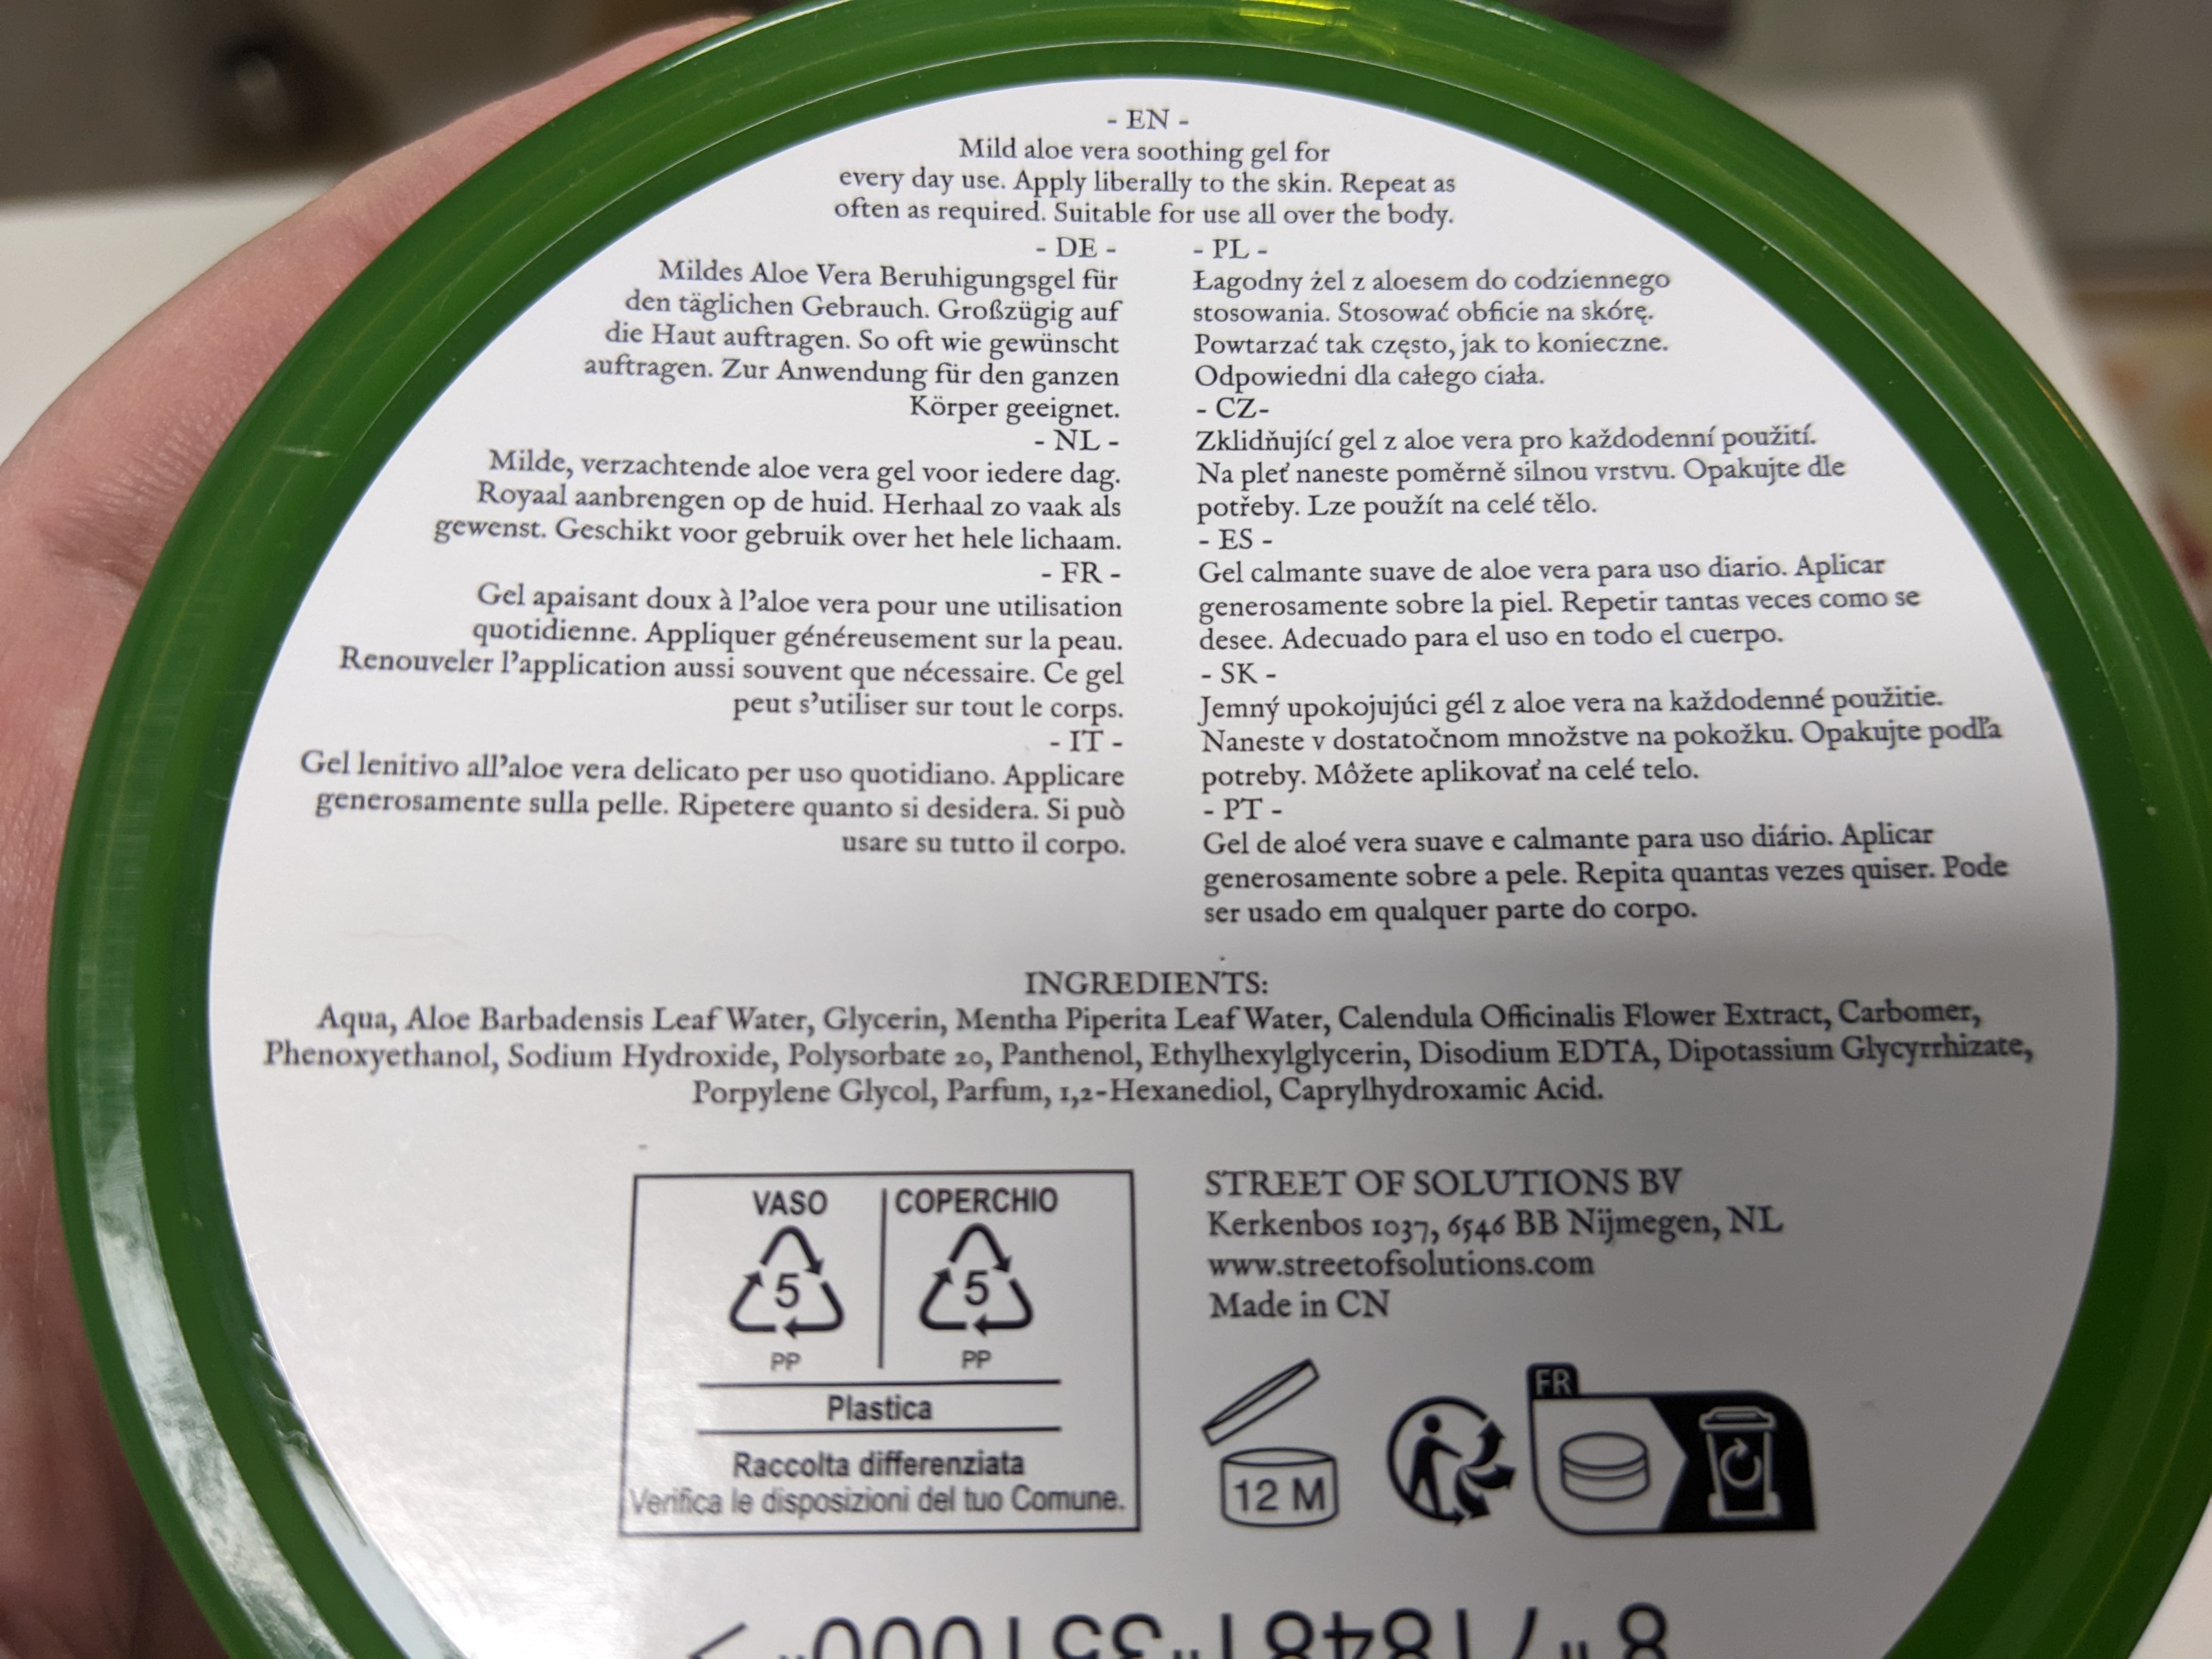 - EN -
Mild aloe vera soothing gel for
every day use. Apply liberally to the skin. Repeat as
often as required. Suitable for use all over the body.
- DE -
Mildes Aloe Vera Beruhigungsgel für
den täglichen Gebrauch. Großzügig auf
die Haut auftragen. So oft wie gewünscht
auftragen. Zur Anwendung für den ganzen
Körper geeignet.
- NL -
Milde, verzachtende aloe vera gel voor iedere dag.
Royaal aanbrengen op de huid. Herhaal zo vaak als
gewenst. Geschikt voor gebruik over het hele lichaam.
- FR -
Gel apaisant doux à l'aloe vera pour une utilisation
quotidienne. Appliquer généreusement sur la peau.
Renouveler l'application aussi souvent que nécessaire. Ce gel
peut s'utiliser sur tout le corps.
- IT -
Gel lenitivo all'aloe vera delicato per uso quotidiano. Applicare
generosamente sulla pelle. Ripetere quanto si desidera. Si può
usare su tutto il corpo.
- PL -
Łagodny żel z aloesem do codziennego
stosowania. Stosować obficie na skórę.
Powtarzać tak często, jak to konieczne.
Odpowiedni dla całego ciała.
- CZ-
Zklidňující gel z aloe vera pro každodenní použití.
Na pleť naneste poměrně silnou vrstvu. Opakujte dle
potřeby. Lze použít na celé tělo.
- ES -
Gel calmante suave de aloe vera para uso diario. Aplicar
generosamente sobre la piel. Repetir tantas veces como se
desee. Adecuado para el uso en todo el cuerpo.
- SK -
Jemný upokojujúci gél z aloe vera na každodenné použitie.
Naneste v dostatočnom množstve na pokožku. Opakujte podľa
potreby. Môžete aplikovať na celé telo.
- PT -
Gel de aloé vera suave e calmante para uso diário. Aplicar
generosamente sobre a pele. Repita quantas vezes quiser. Pode
ser usado em qualquer parte do corpo.
INGREDIENTS:
Aqua, Aloe Barbadensis Leaf Water, Glycerin, Mentha Piperita Leaf Water, Calendula Officinalis Flower Extract, Carbomer,
Phenoxyethanol, Sodium Hydroxide, Polysorbate 20, Panthenol, Ethylhexylglycerin, Disodium EDTA, Dipotassium Glycyrrhizate,
Porpylene Glycol, Parfum, 1,2-Hexanediol, Caprylhydroxamic Acid.
VASO
COPERCHIO
5
5
PP
PP
Plastica
Raccolta differenziata
Verifica le disposizioni del tuo Comune.
STREET OF SOLUTIONS BV
Kerkenbos 1037, 6546 BB Nijmegen, NL
www.streetofsolutions.com
Made in CN
12 M
FR